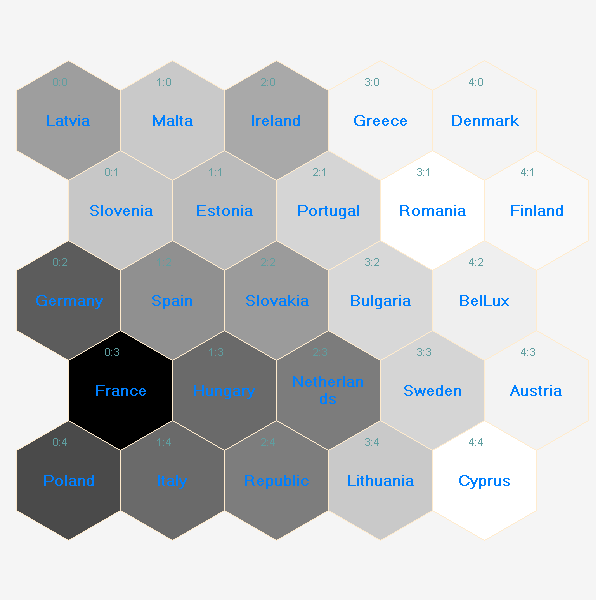 0:0 1:0 2:0 3:0 4:0
Latvia Malta Ireland Greece Denmark
0:1 1:1 2:1 3:1 4:1
Slovenia Estonia Portugal Romania Finland
0:2 1:2 2:2 3:2 4:2
Germany Spain Slovakia Bulgaria BelLux
0:3 1:3 2:3 3:3 4:3
France Hungary Netherlan
ds Sweden Austria
0:4 1:4 2:4 3:4 4:4
Poland Italy Republic Lithuania Cyprus